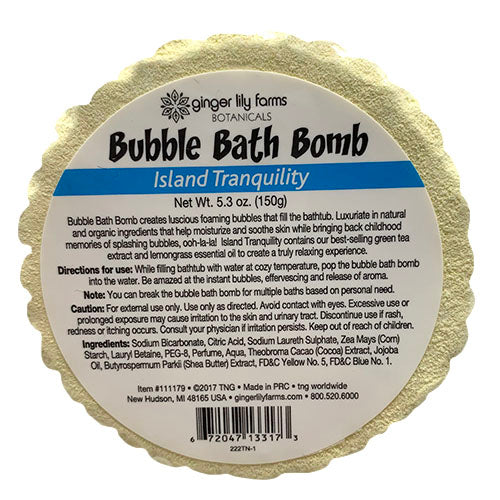 ginger lily farms
BOTANICALS
Bubble Bath Bomb
Island Tranquility
Net Wt. 5.3 oz. (150g)
Bubble Bath Bomb creates luscious foaming bubbles that fill the bathtub. Luxuriate in natural
and organic ingredients that help moisturize and soothe skin while bringing back childhood
memories of splashing bubbles, ooh-la-la! Island Tranquility contains our best-selling green tea
extract and lemongrass essential oil to create a truly relaxing experience.
Directions for use: While filling bathtub with water at cozy temperature, pop the bubble bath bomb
into the water. Be amazed at the instant bubbles, effervescing and release of aroma.
Note: You can break the bubble bath bomb for multiple baths based on personal need.
Caution: For external use only. Use only as directed. Avoid contact with eyes. Excessive use or
prolonged exposure may cause irritation to the skin and urinary tract. Discontinue use if rash,
redness or itching occurs. Consult your physician if irritation persists. Keep out of reach of children.
Ingredients: Sodium Bicarbonate, Citric Acid, Sodium Laureth Sulphate, Zea Mays (Corn)
Starch, Lauryl Betaine, PEG-8, Perfume, Aqua, Theobroma Cacao (Cocoa) Extract, Jojoba
Oil, Butyrospermum Parkii (Shea Butter) Extract, FD&C Yellow No. 5, FD&C Blue No. 1.
Item #111179 • ©2017 TNG • Made in PRC • tng worldwide
New Hudson, MI 48165 USA • gingerlilyfarms.com • 800.520.6000
6 72047 13317 3
222TN-1